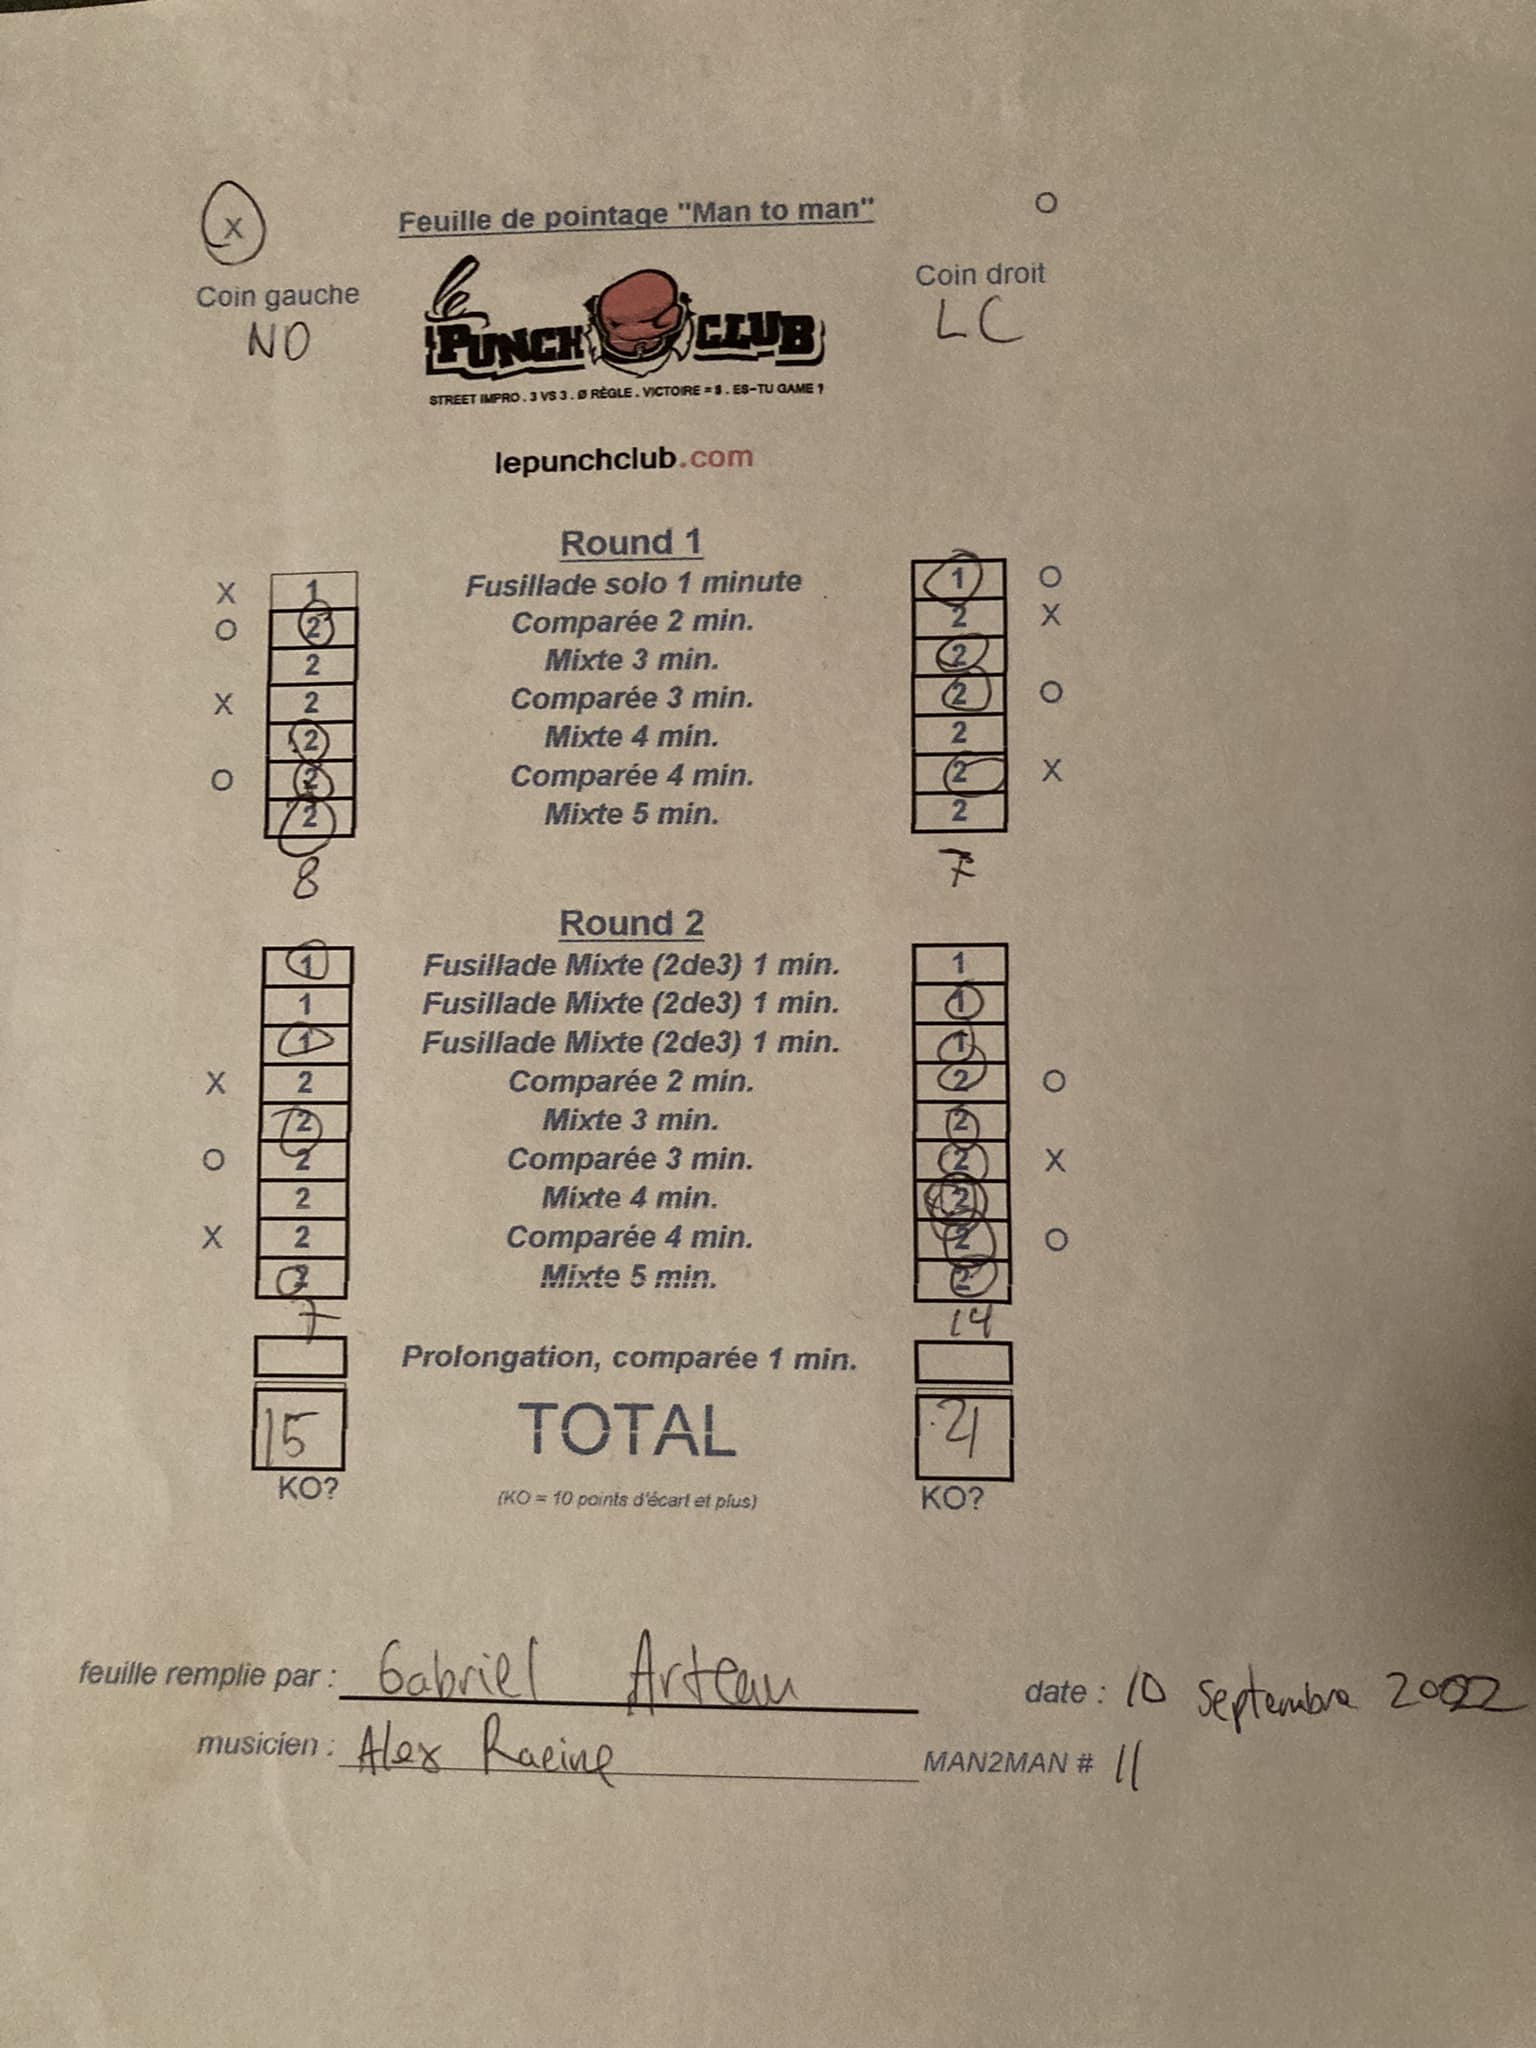 X Feuille de pointage "Man to man" O
Coin gauche Coin droit
NO LC
le PUNCH CLUB
STREET IMPRO . 3 VS 3 . Ø RÈGLE . VICTOIRE = $ . ES-TU GAME ?
lepunchclub.com
Round 1
X 1 Fusillade solo 1 minute 1 O
O 2 Comparée 2 min. 2 X
2 Mixte 3 min. 2
X 2 Comparée 3 min. 2 O
2 Mixte 4 min. 2
O 2 Comparée 4 min. 2 X
2 Mixte 5 min. 2
8 7
Round 2
1 Fusillade Mixte (2de3) 1 min. 1
1 Fusillade Mixte (2de3) 1 min. 1
1 Fusillade Mixte (2de3) 1 min. 1
X 2 Comparée 2 min. 2 O
2 Mixte 3 min. 2
O 2 Comparée 3 min. 2 X
2 Mixte 4 min. 2
X 2 Comparée 4 min. 2 O
2 Mixte 5 min. 2
7 14
Prolongation, comparée 1 min.
15 TOTAL 21
KO? (KO = 10 points d'écart et plus) KO?
feuille remplie par : Gabriel Arteau date : 10 Septembre 2022
musicien : Alex Racine MAN2MAN # 11